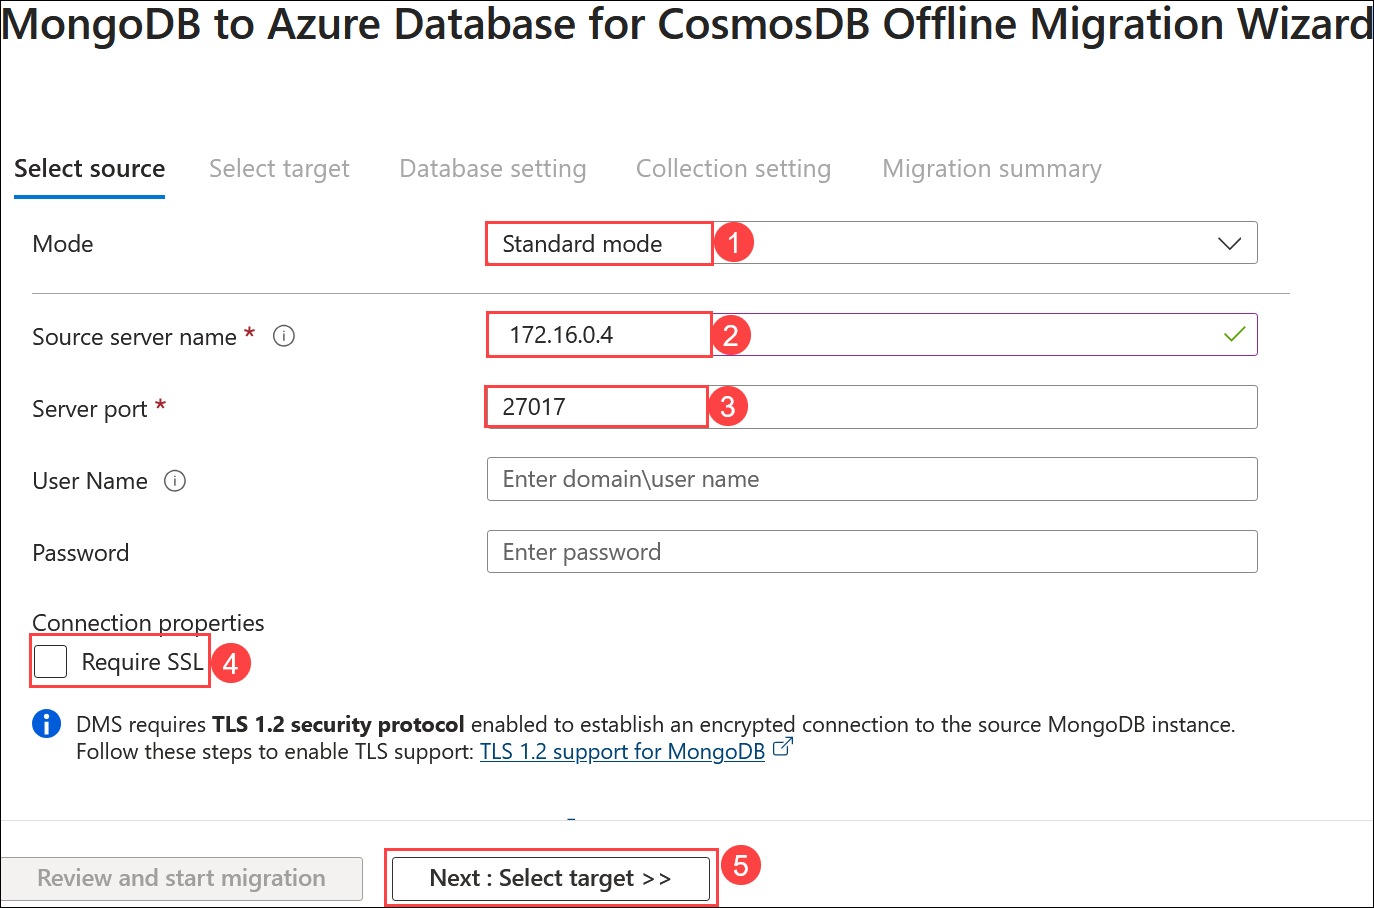 MongoDB to Azure Database for CosmosDB Offline Migration Wizard
Select source Select target Database setting Collection setting Migration summary
Mode Standard mode 1
Source server name * 172.16.0.4 2
Server port * 27017 3
User Name Enter domain\user name
Password Enter password
Connection properties
Require SSL 4
DMS requires TLS 1.2 security protocol enabled to establish an encrypted connection to the source MongoDB instance.
Follow these steps to enable TLS support: TLS 1.2 support for MongoDB
Review and start migration Next : Select target >> 5